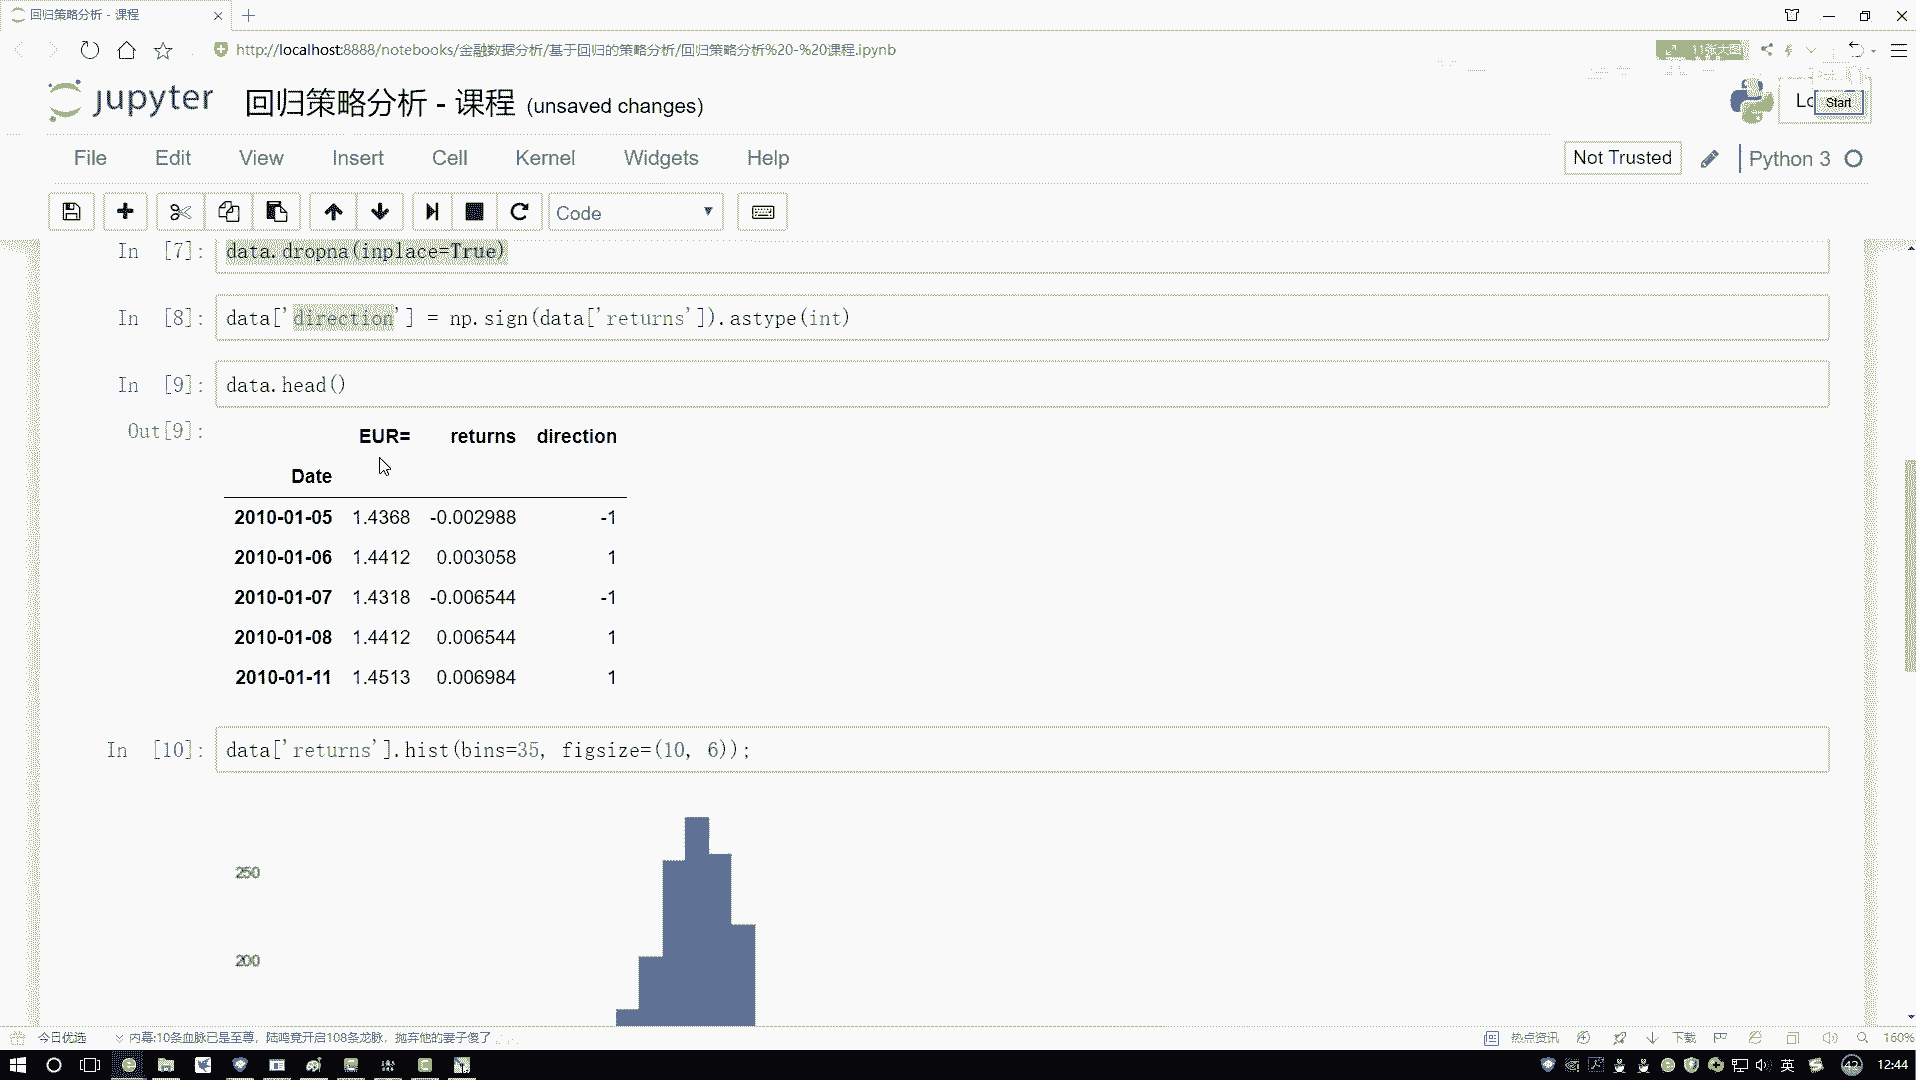 回归策略分析 - 课程
http://localhost:8888/notebooks/金融数据分析/基于回归的策略分析/回归策略分析%20-%20课程.ipynb
11张大图
jupyter 回归策略分析 - 课程 (unsaved changes)
Start
File Edit View Insert Cell Kernel Widgets Help
Not Trusted Python 3
Code
In [7]: data.dropna(inplace=True)
In [8]: data['direction'] = np.sign(data['returns']).astype(int)
In [9]: data.head()
Out[9]:
EUR= returns direction
Date
2010-01-05 1.4368 -0.002988 -1
2010-01-06 1.4412 0.003058 1
2010-01-07 1.4318 -0.006544 -1
2010-01-08 1.4412 0.006544 1
2010-01-11 1.4513 0.006984 1
In [10]: data['returns'].hist(bins=35, figsize=(10, 6));
250
200
今日优选 内幕:10条血脉已是至尊，陆鸣竟开启108条龙脉，抛弃他的妻子傻了
热点资讯 下载 160%
英 42 12:44